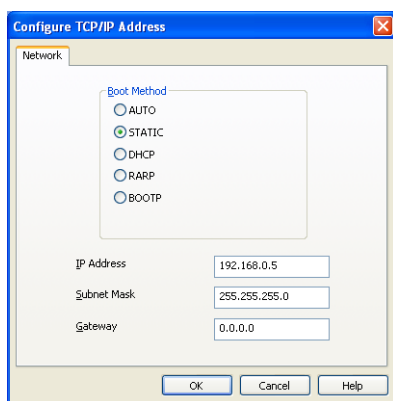 Configure TCP/IP Address
Network
Boot Method
AUTO
STATIC
DHCP
RARP
BOOTP
IP Address 192.168.0.5
Subnet Mask 255.255.255.0
Gateway 0.0.0.0
OK Cancel Help